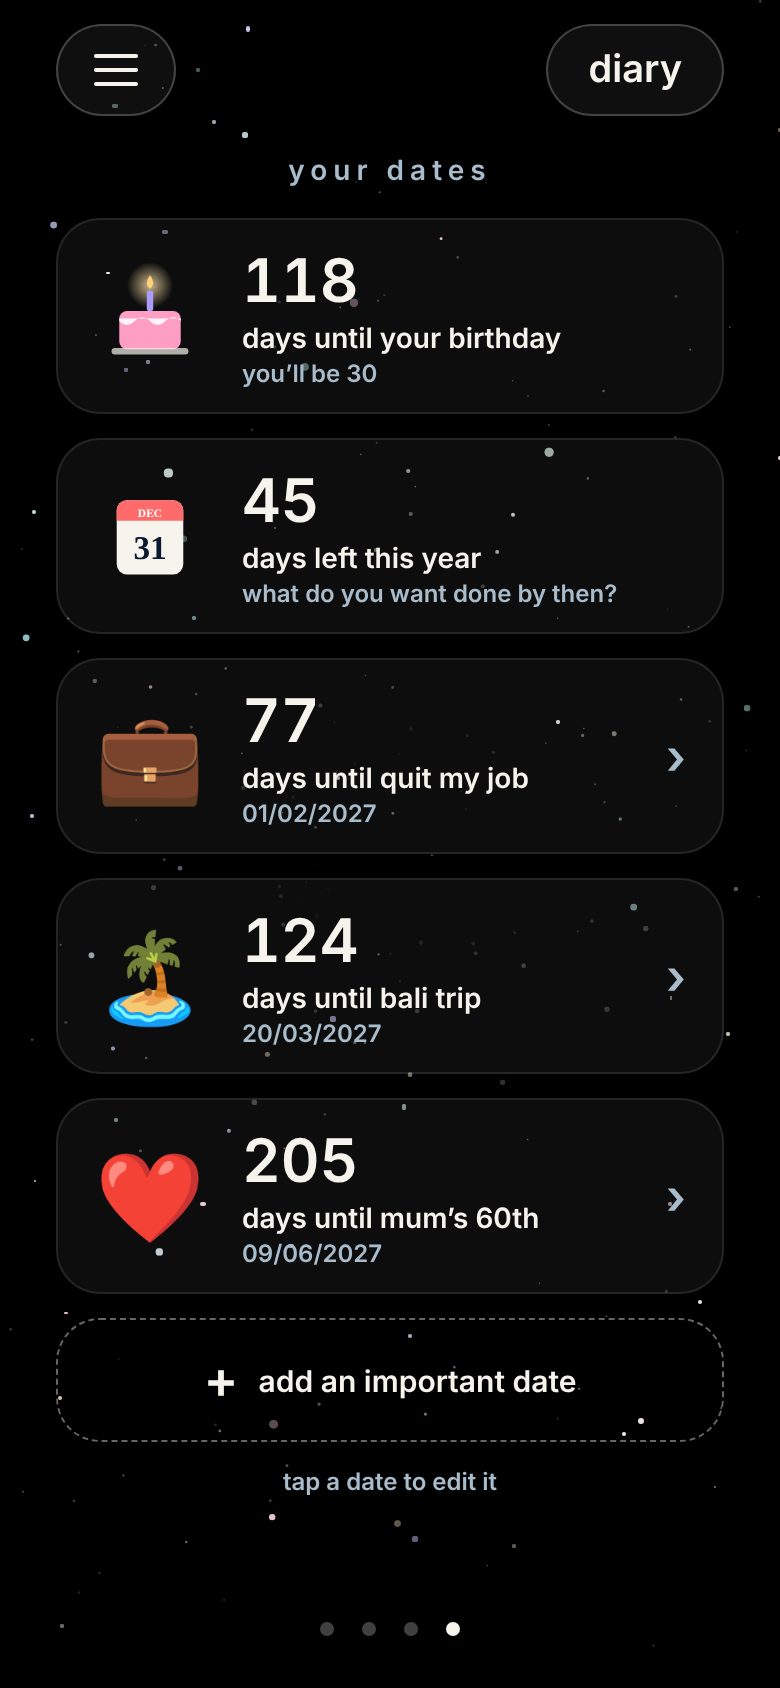 diary
your dates
118
days until your birthday
you’ll be 30
DEC
31
45
days left this year
what do you want done by then?
77
days until quit my job
01/02/2027
124
days until bali trip
20/03/2027
205
days until mum’s 60th
09/06/2027
+ add an important date
tap a date to edit it